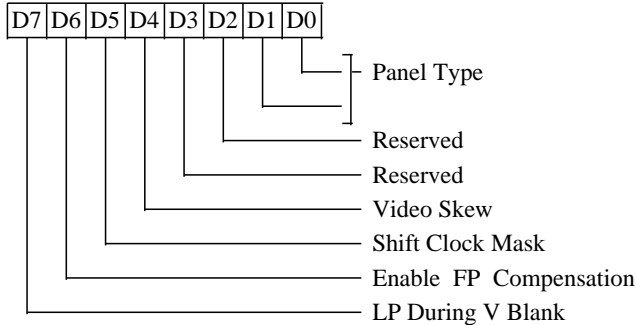 D7 D6 D5 D4 D3 D2 D1 D0
Panel Type
Reserved
Reserved
Video Skew
Shift Clock Mask
Enable FP Compensation
LP During V Blank